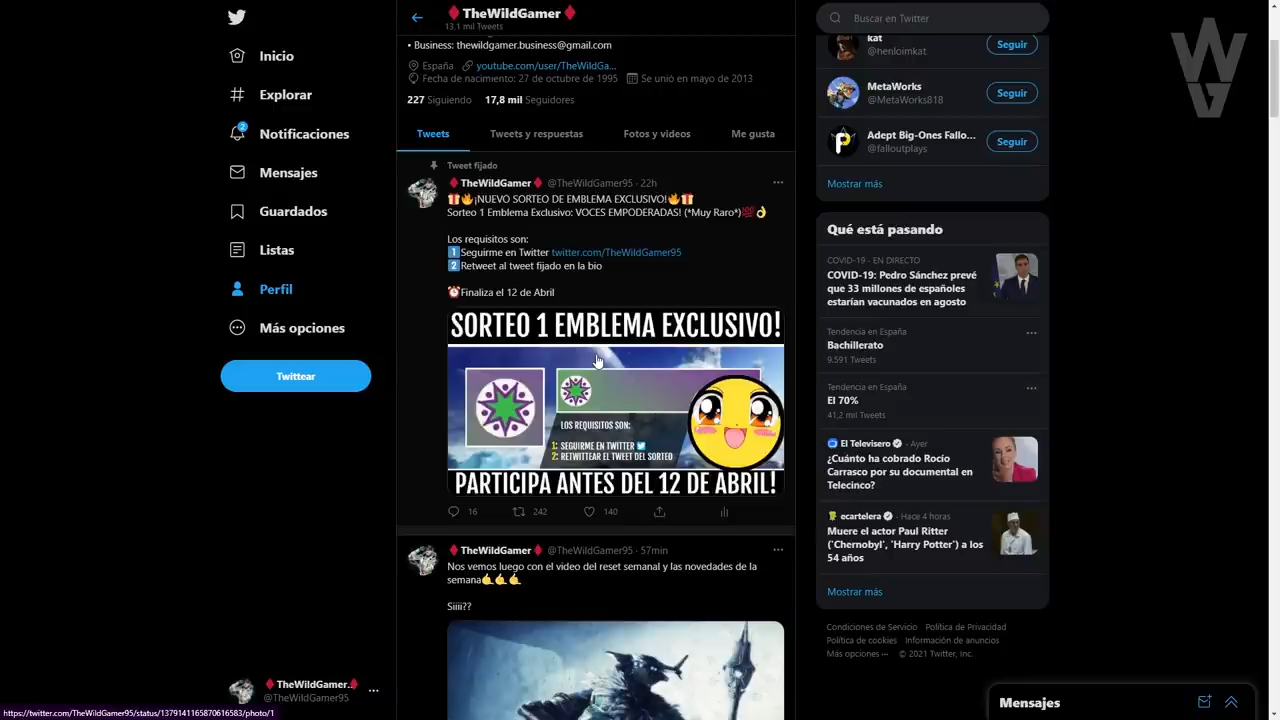 Inicio
Explorar
2
Notificaciones
Mensajes
Guardados
Listas
Perfil
Más opciones
Twittear
TheWildGamer.
@TheWildGamer95
https://twitter.com/TheWildGamer95/status/1379141165870616583/photo/1
TheWildGamer
13,1 mil Tweets
• Business: thewildgamer.business@gmail.com
España youtube.com/user/TheWildGa...
Fecha de nacimiento: 27 de octubre de 1995 Se unió en mayo de 2013
227 Siguiendo 17,8 mil Seguidores
Tweets Tweets y respuestas Fotos y videos Me gusta
Tweet fijado
TheWildGamer @TheWildGamer95 · 22h
🎁🔥¡NUEVO SORTEO DE EMBLEMA EXCLUSIVO!🔥🎁
Sorteo 1 Emblema Exclusivo: VOCES EMPODERADAS! (*Muy Raro*)💯👌
Los requisitos son:
1️⃣Seguirme en Twitter twitter.com/TheWildGamer95
2️⃣Retweet al tweet fijado en la bio
⏰Finaliza el 12 de Abril
SORTEO 1 EMBLEMA EXCLUSIVO!
LOS REQUISITOS SON:
1: SEGUIRME EN TWITTER
2: RETWITTEAR EL TWEET DEL SORTEO
PARTICIPA ANTES DEL 12 DE ABRIL!
16 242 140
TheWildGamer @TheWildGamer95 · 57min
Nos vemos luego con el video del reset semanal y las novedades de la
semana🤙🤙🤙
Siiii??
Buscar en Twitter
kat
@henloimkat
Seguir
MetaWorks
@MetaWorks818
Seguir
Adept Big-Ones Fallo...
@falloutplays
Seguir
Mostrar más
Qué está pasando
COVID-19 · EN DIRECTO
COVID-19: Pedro Sánchez prevé
que 33 millones de españoles
estarían vacunados en agosto
Tendencia en España
Bachillerato
9.591 Tweets
Tendencia en España
El 70%
41,2 mil Tweets
El Televisero · Ayer
¿Cuánto ha cobrado Rocío
Carrasco por su documental en
Telecinco?
ecartelera · Hace 4 horas
Muere el actor Paul Ritter
('Chernobyl', 'Harry Potter') a los
54 años
Mostrar más
Condiciones de Servicio Política de Privacidad
Política de cookies Información de anuncios
Más opciones ··· © 2021 Twitter, Inc.
Mensajes